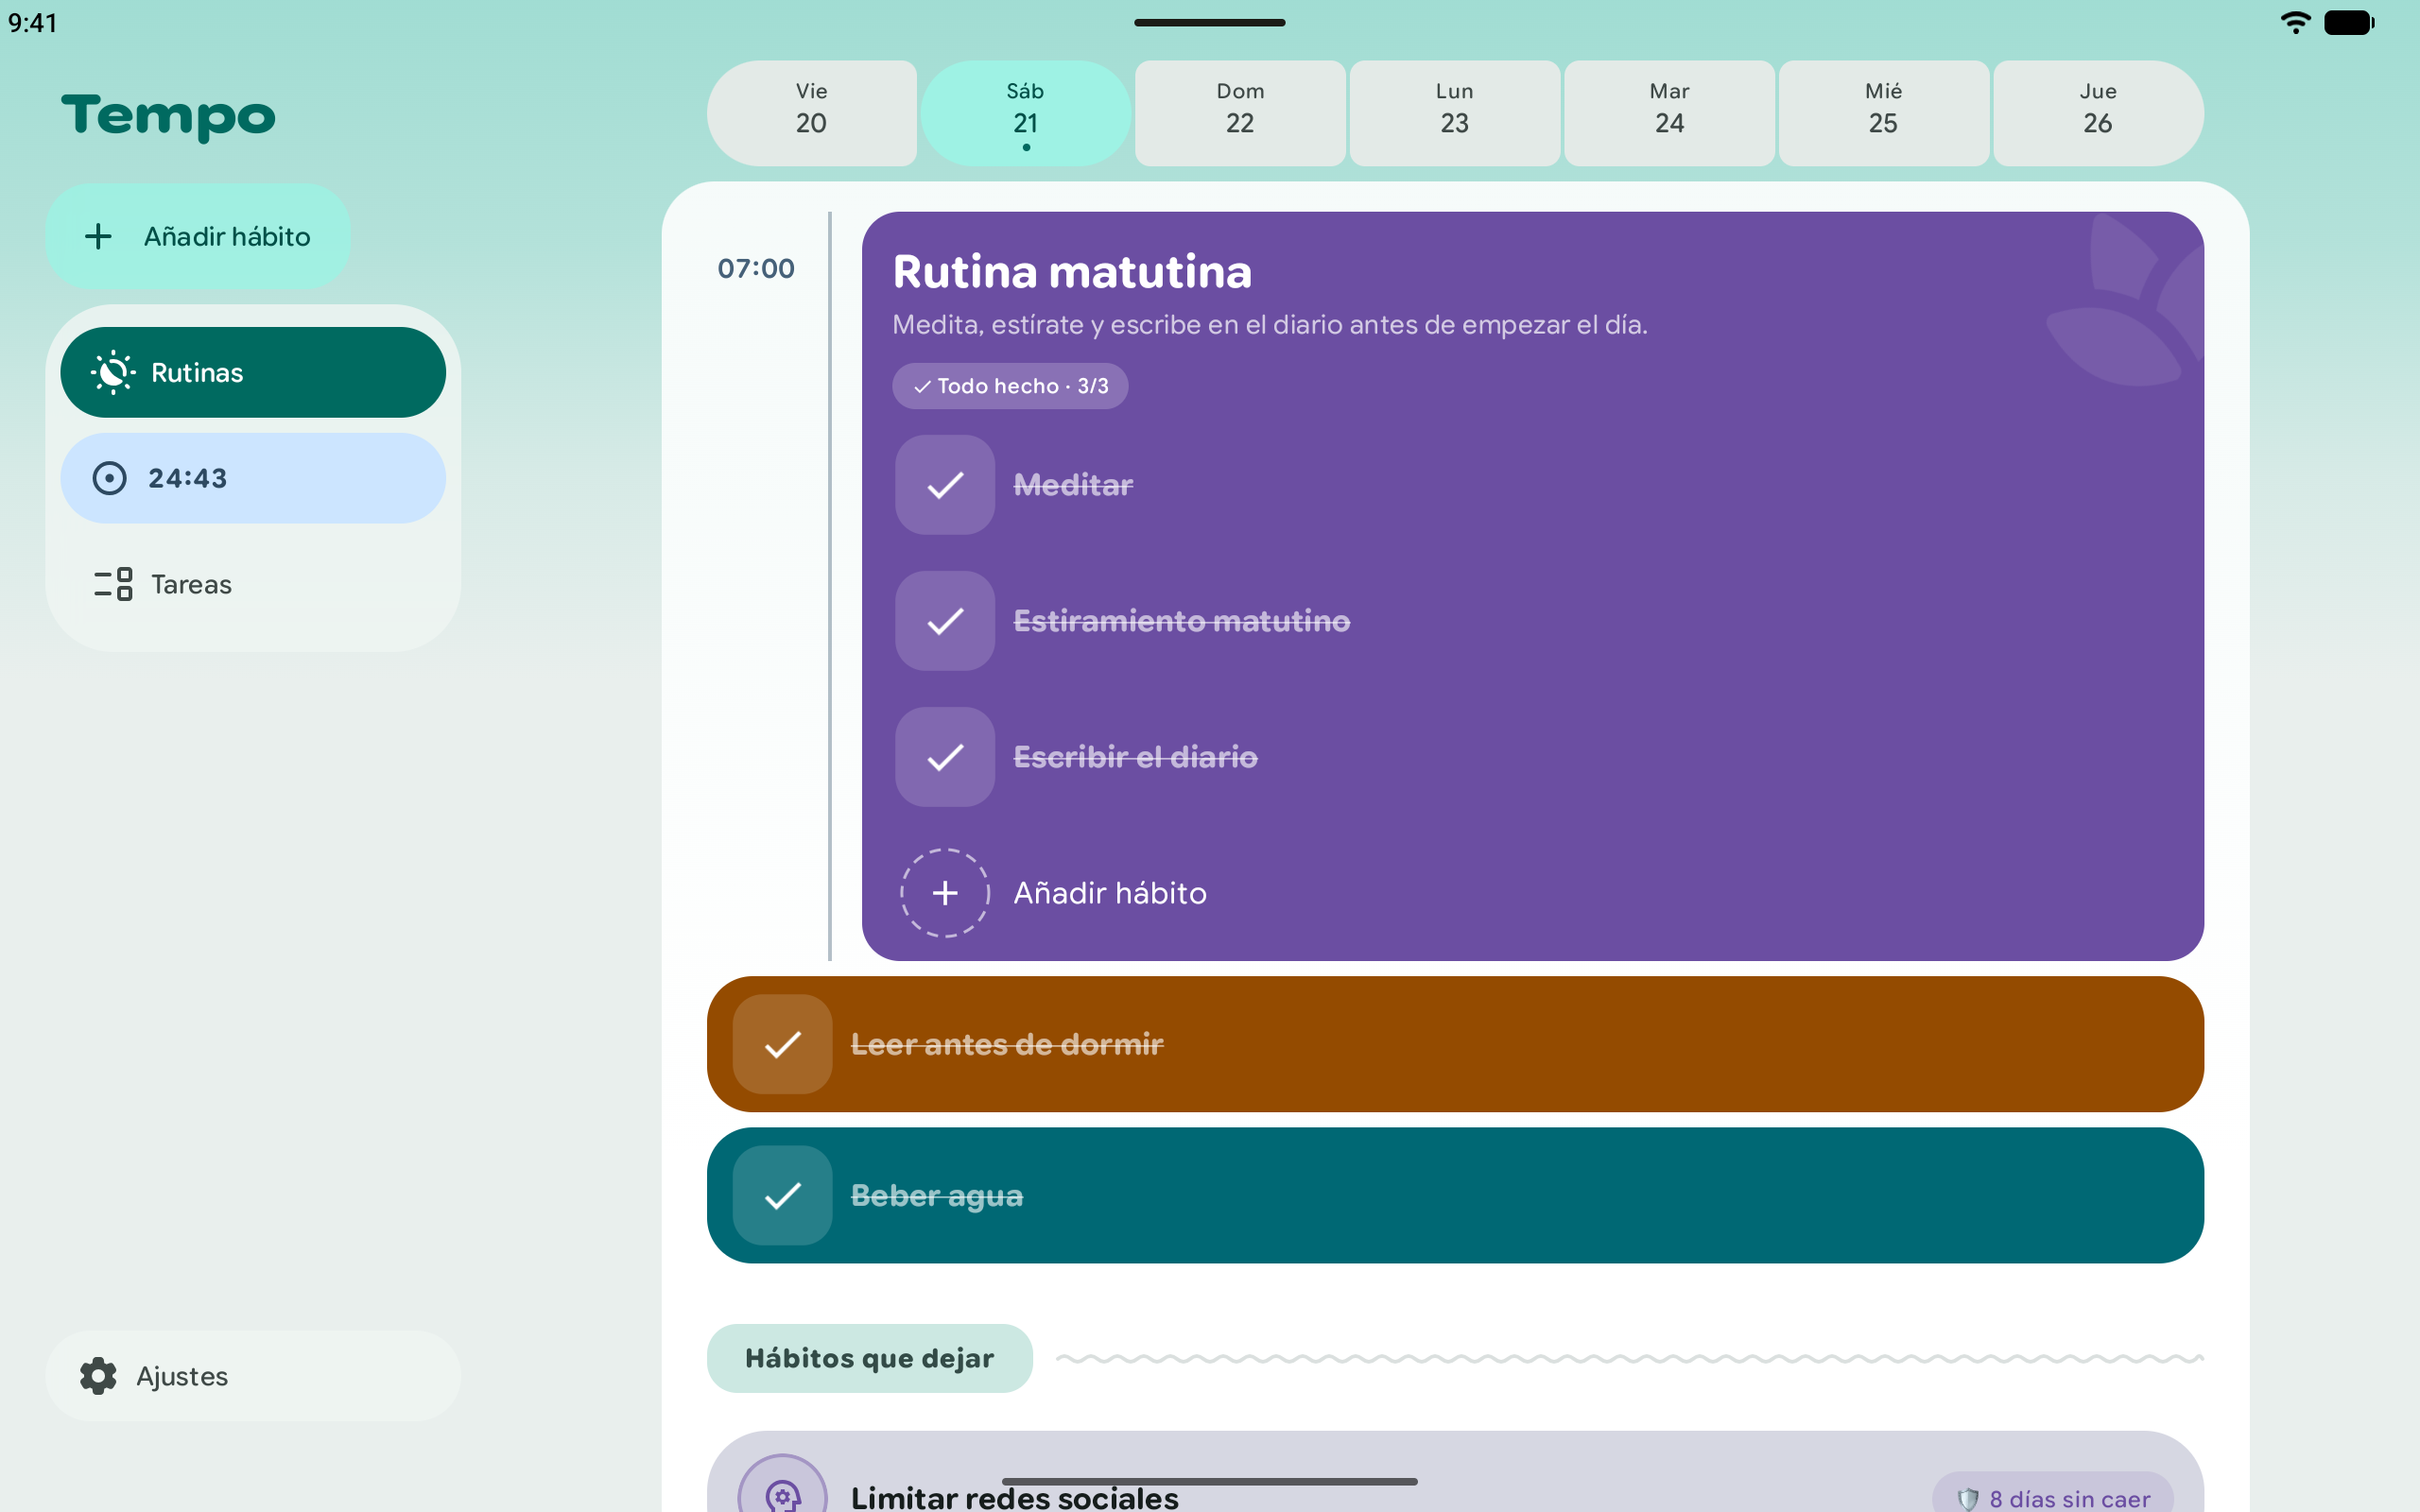 9:41
Tempo
Añadir hábito
Rutinas
24:43
Tareas
Ajustes
Vie
20
Sáb
21
Dom
22
Lun
23
Mar
24
Mié
25
Jue
26
07:00
Rutina matutina
Medita, estírate y escribe en el diario antes de empezar el día.
Todo hecho · 3/3
Meditar
Estiramiento matutino
Escribir el diario
Añadir hábito
Leer antes de dormir
Beber agua
Hábitos que dejar
Limitar redes sociales
8 días sin caer